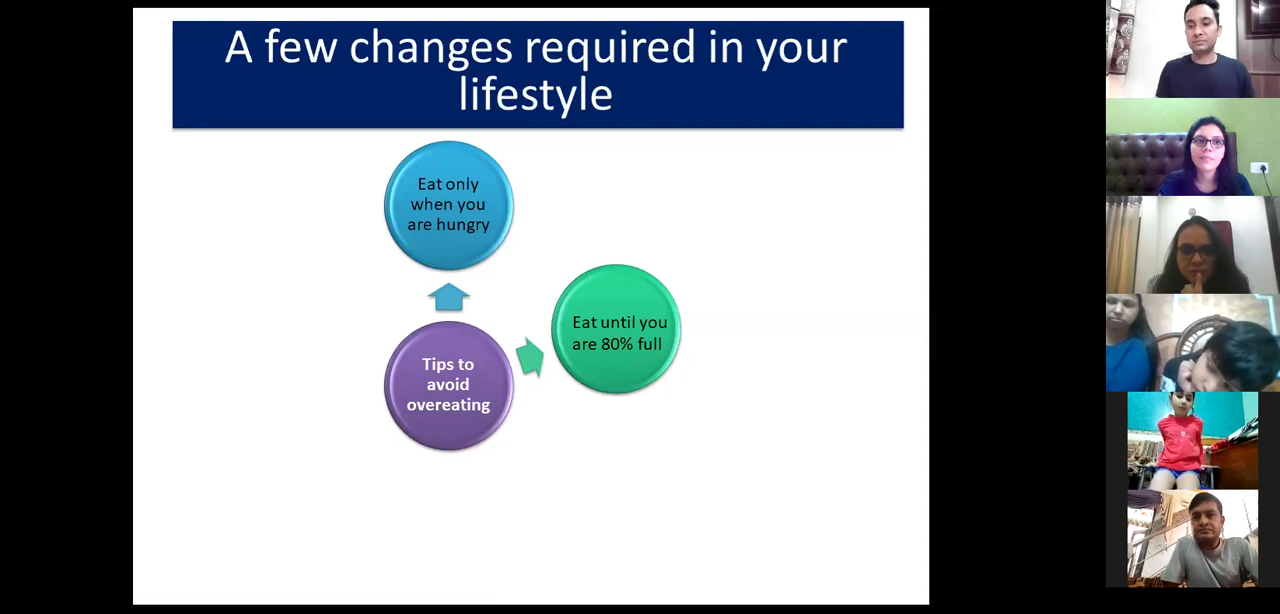 A few changes required in your
lifestyle
Eat only
when you
are hungry
Eat until you
are 80% full
Tips to
avoid
overeating